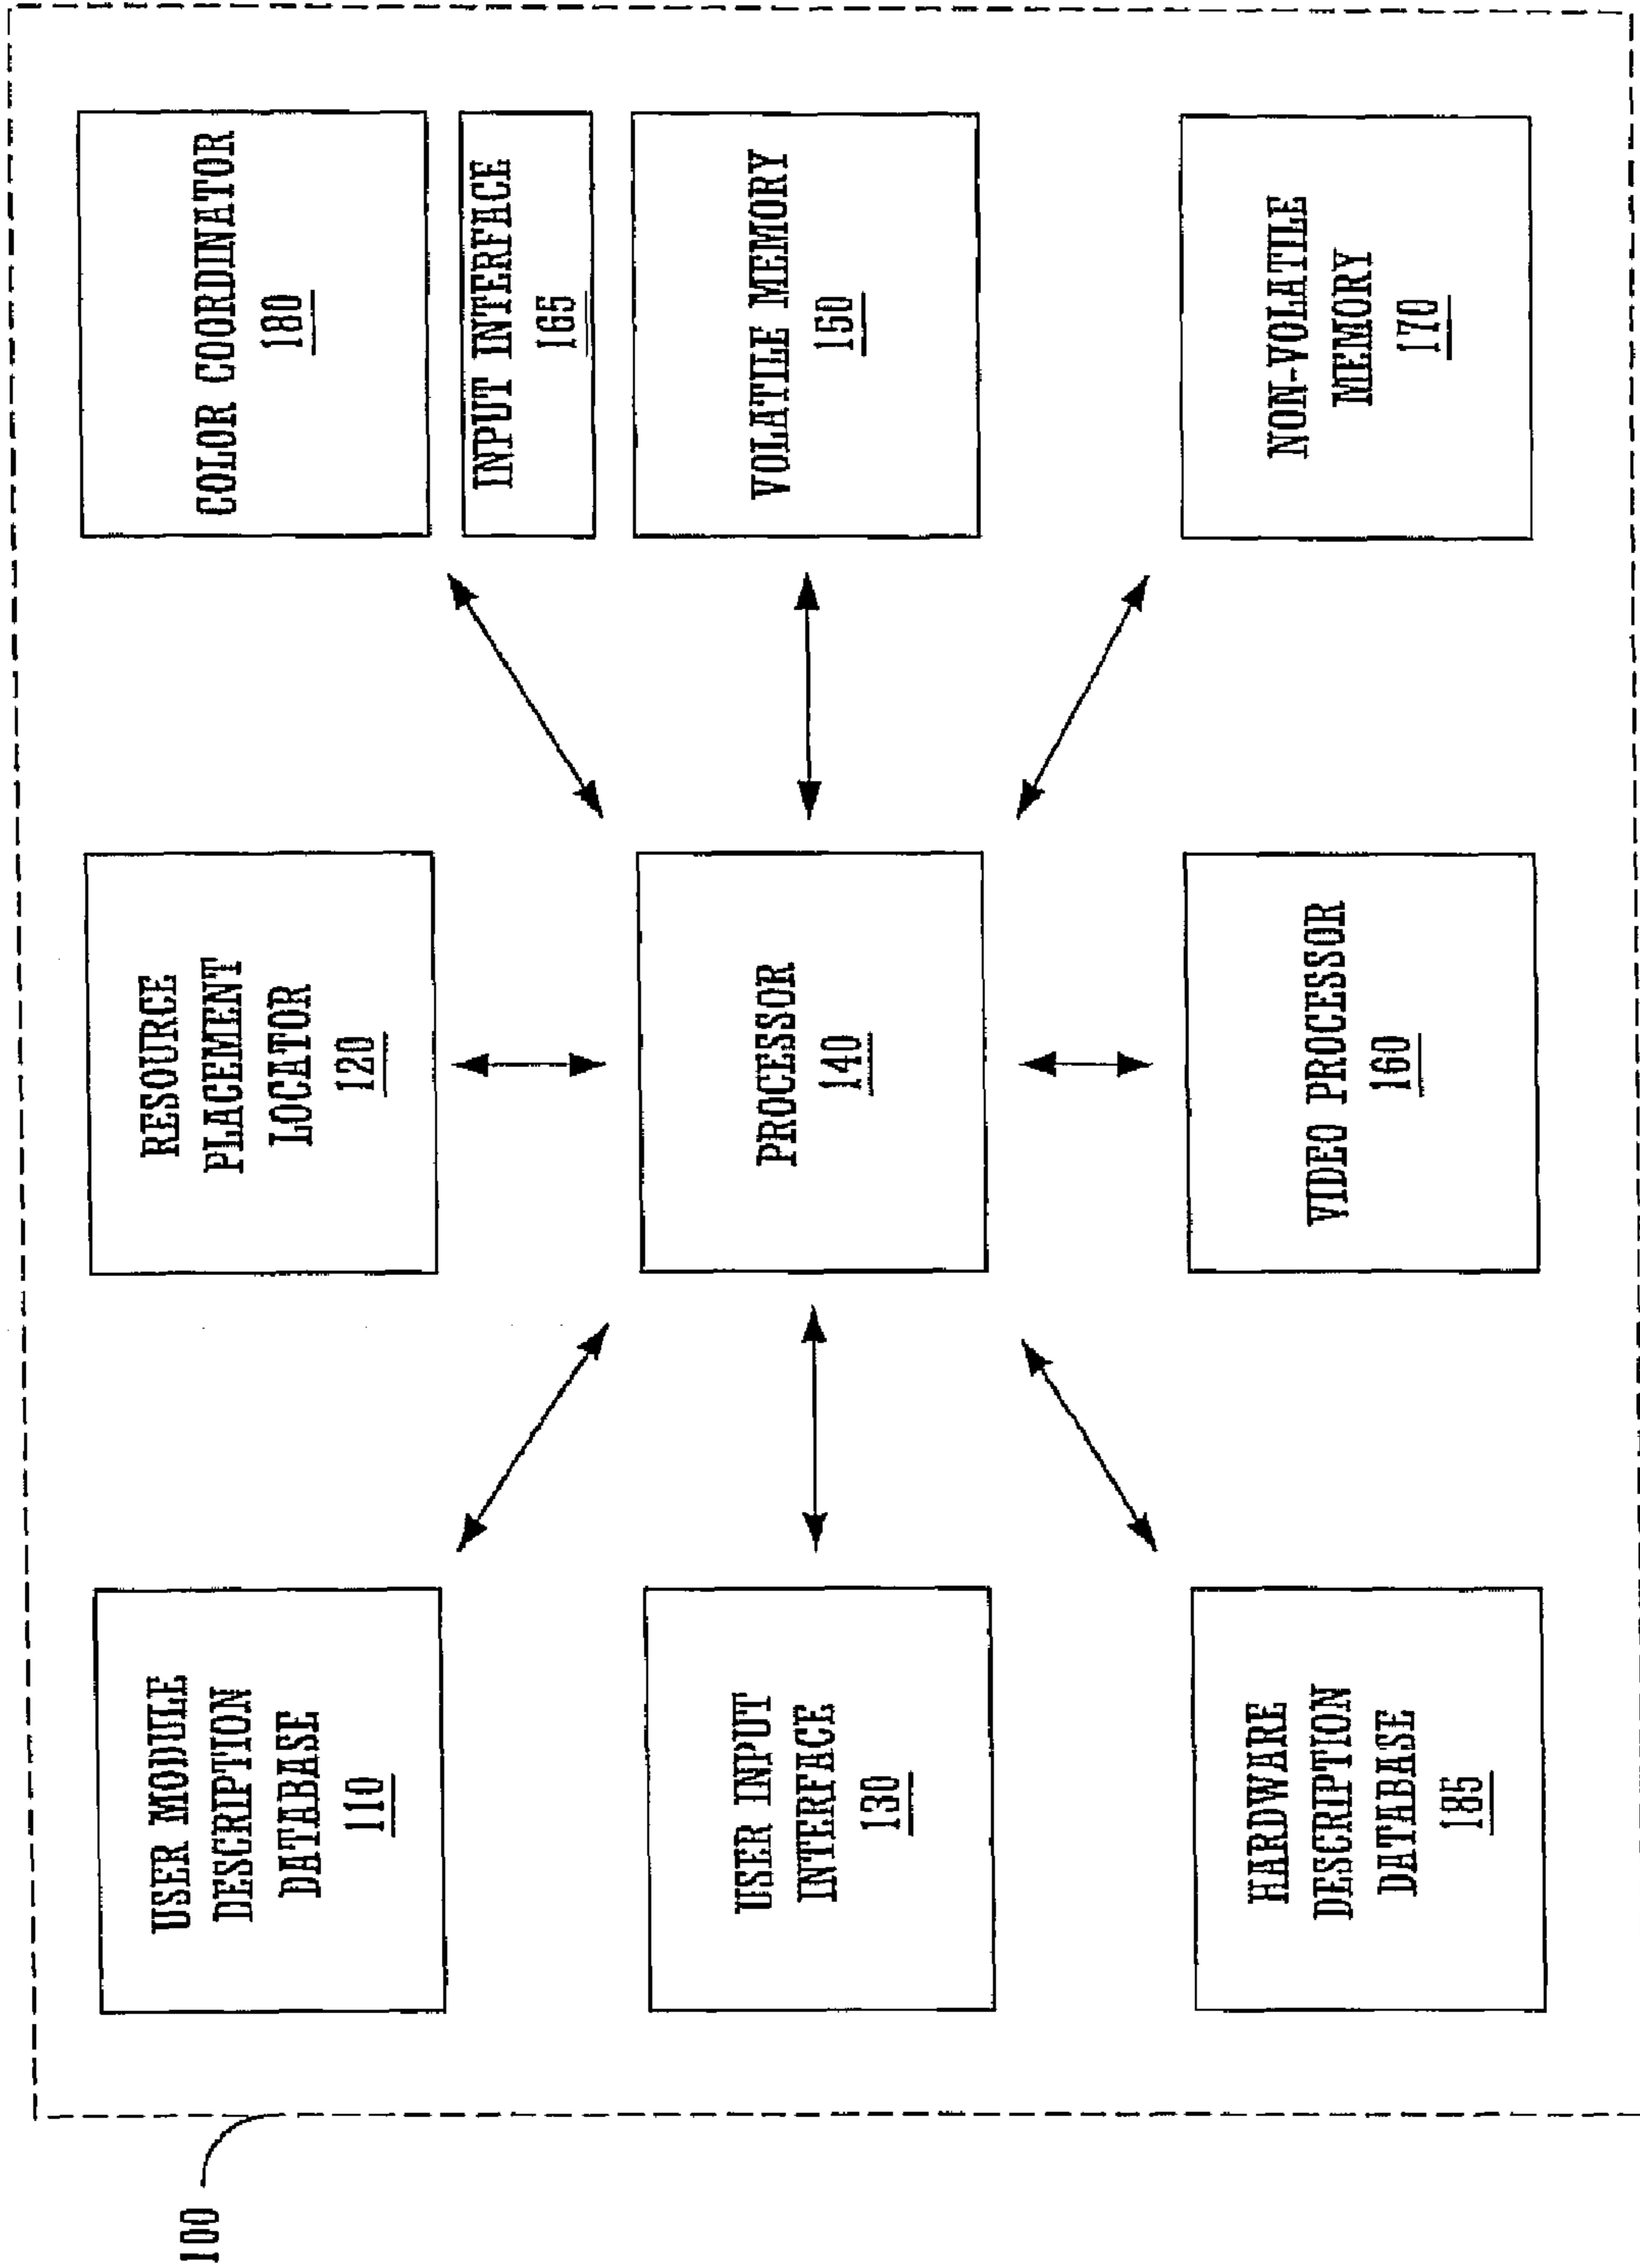 100
USER MODULE
DESCRIPTION
DATABASE
110
RESOURCE
PLACEMENT
LOCATOR
120
COLOR COORDINATOR
180
INPUT INTERFACE
165
USER INPUT
INTERFACE
130
PROCESSOR
140
VOLATILE MEMORY
150
HARDWARE
DESCRIPTION
DATABASE
185
VIDEO PROCESSOR
160
NON-VOLATILE
MEMORY
170